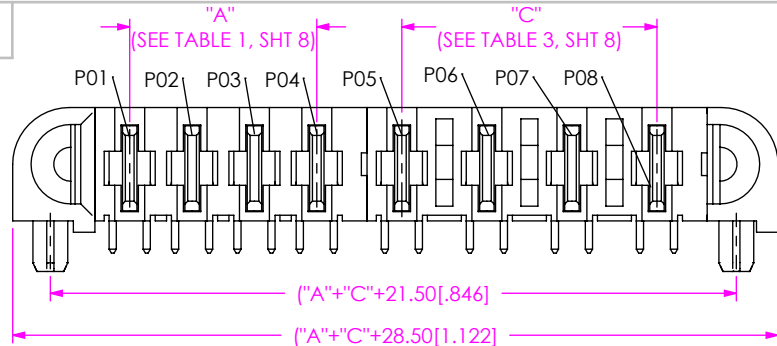 "A"
(SEE TABLE 1, SHT 8)
"C"
(SEE TABLE 3, SHT 8)
P01
P02
P03
P04
P05
P06
P07
P08
("A"+"C"+21.50[.846]
("A"+"C"+28.50[1.122]